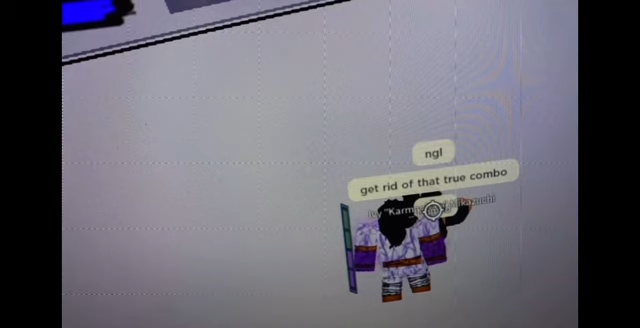 ngl
get rid of that true combo